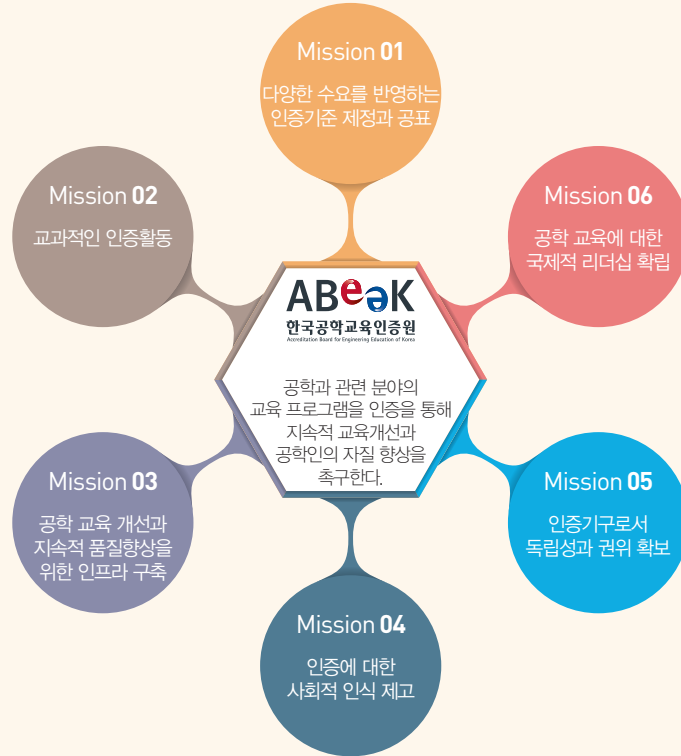 Mission 01
다양한 수요를 반영하는
인증기준 제정과 공표
Mission 02
교과적인 인증활동
Mission 06
공학 교육에 대한
국제적 리더십 확립
ABeeK
한국공학교육인증원
Accreditation Board for Engineering Education of Korea
공학과 관련 분야의
교육 프로그램을 인증을 통해
지속적 교육개선과
공학인의 자질 향상을
촉구한다.
Mission 03
공학 교육 개선과
지속적 품질향상을
위한 인프라 구축
Mission 05
인증기구로서
독립성과 권위 확보
Mission 04
인증에 대한
사회적 인식 제고